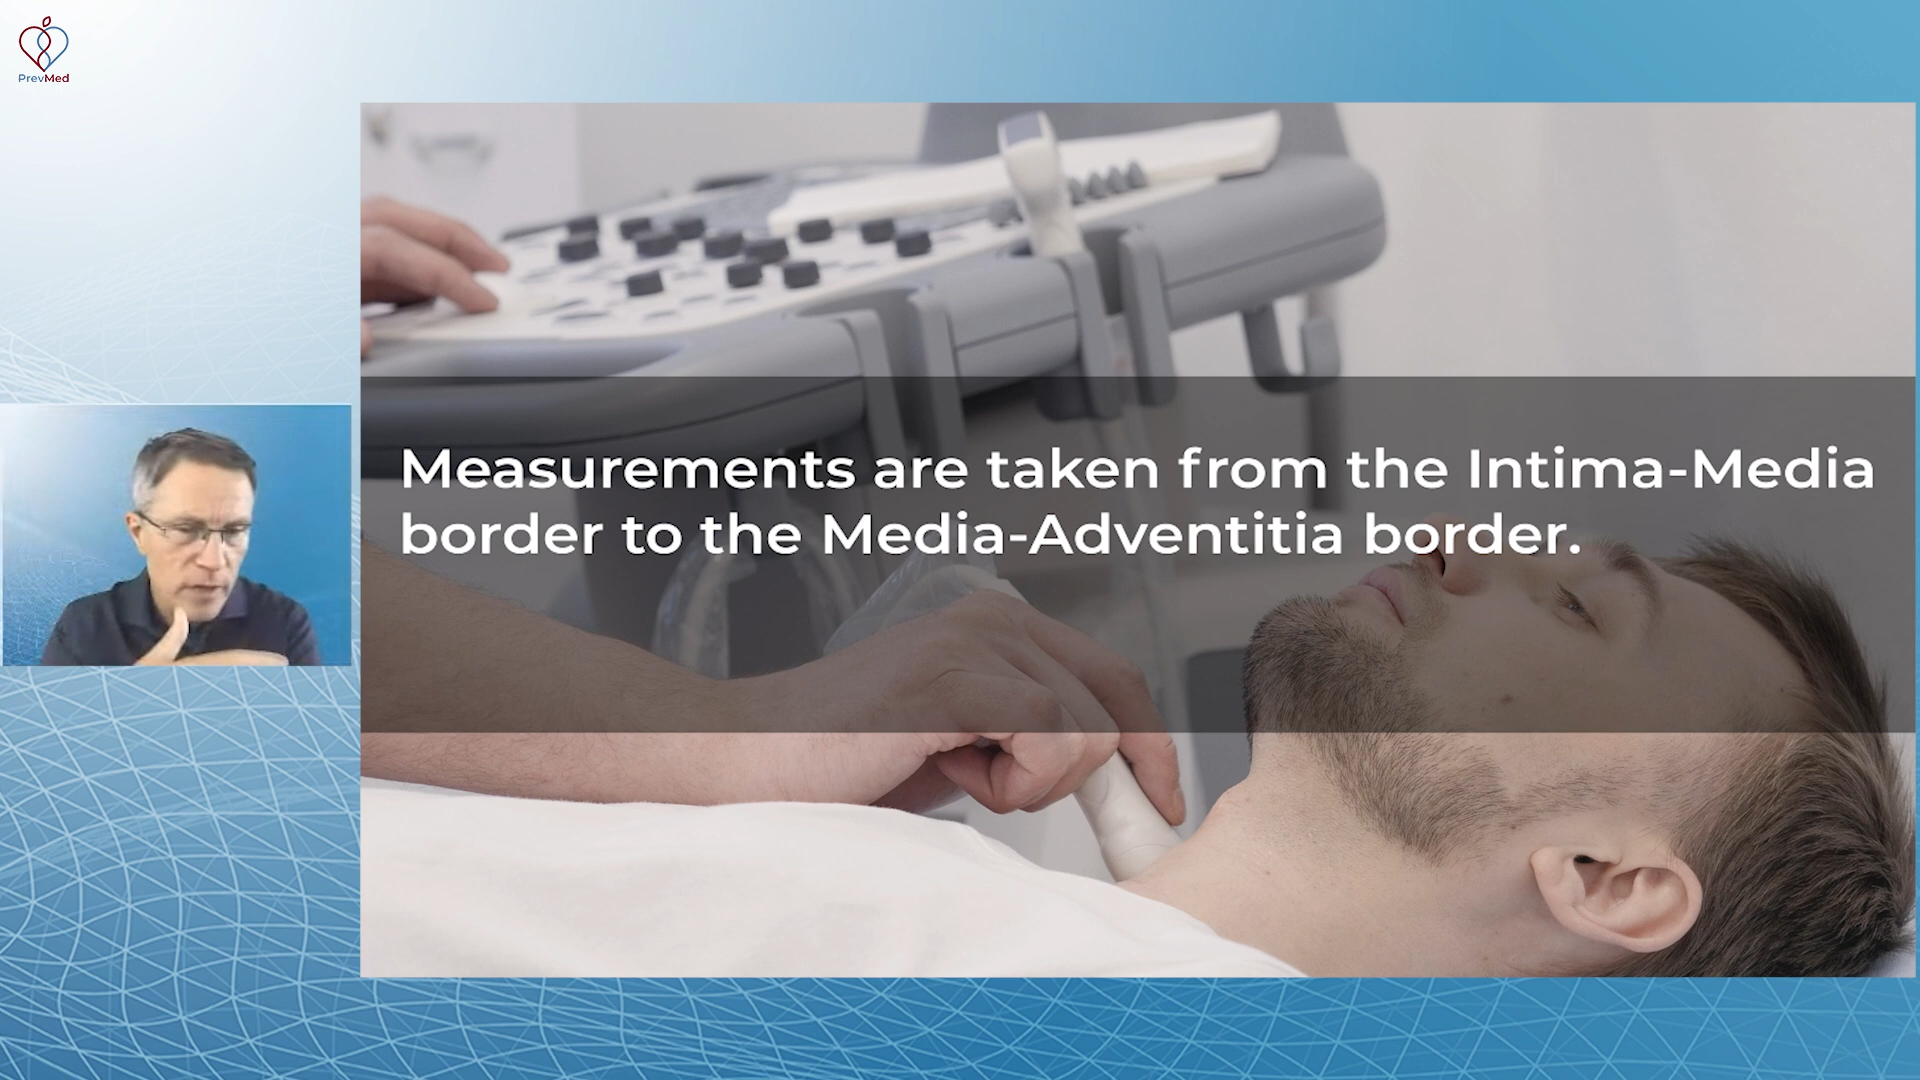 PrevMed
Measurements are taken from the Intima-Media
border to the Media-Adventitia border.